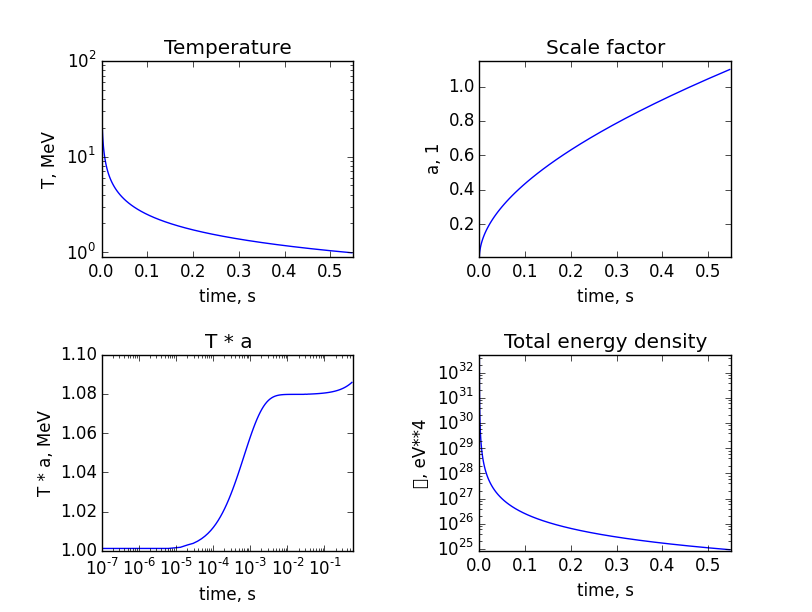 Temperature
T, MeV
10^2
10^1
10^0
0.0 0.1 0.2 0.3 0.4 0.5
time, s
Scale factor
a, 1
1.0
0.8
0.6
0.4
0.2
0.0 0.1 0.2 0.3 0.4 0.5
time, s
T * a
T * a, MeV
1.10
1.08
1.06
1.04
1.02
1.00
10^-7 10^-6 10^-5 10^-4 10^-3 10^-2 10^-1
time, s
Total energy density
▯, eV**4
10^32
10^31
10^30
10^29
10^28
10^27
10^26
10^25
0.0 0.1 0.2 0.3 0.4 0.5
time, s